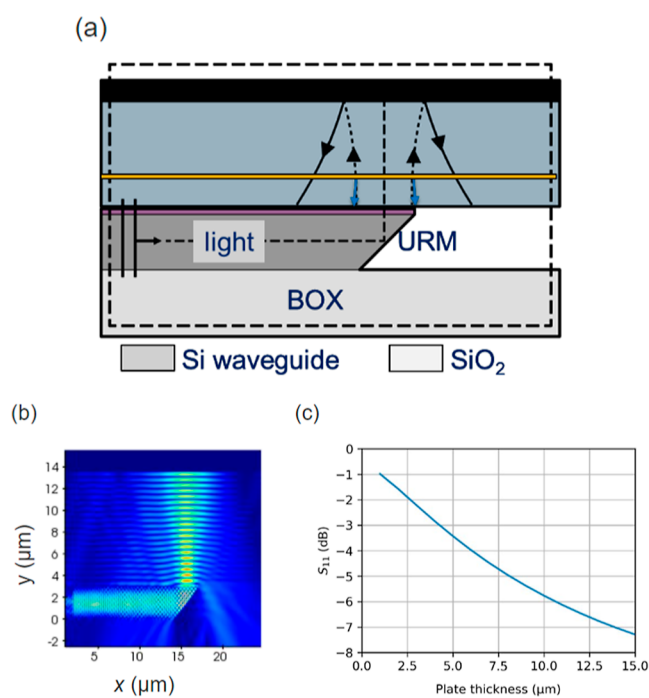 (a)
light
URM
BOX
Si waveguide
SiO₂
(b)
(c)
14
12
10
8
6
4
2
0
-2
y (μm)
5
10
15
20
x (μm)
0
−1
−2
−3
−4
−5
−6
−7
−8
S₁₁ (dB)
0.0
2.5
5.0
7.5
10.0
12.5
15.0
Plate thickness (μm)